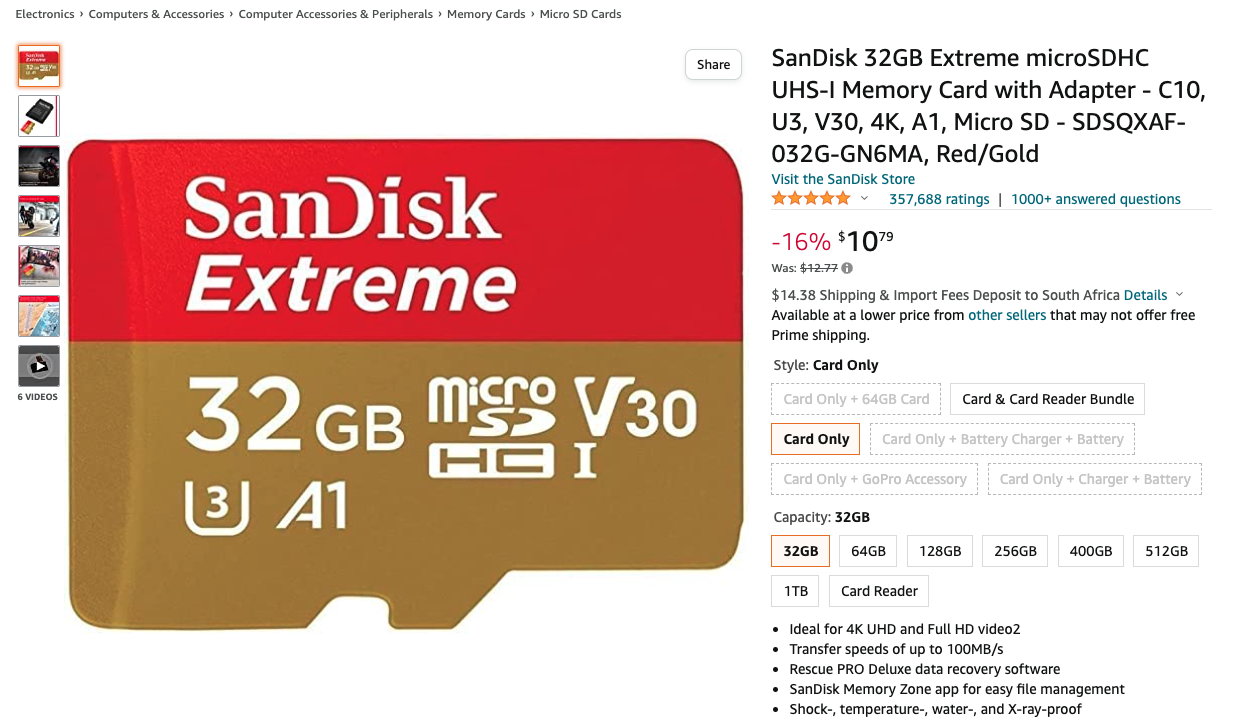 Electronics › Computers & Accessories › Computer Accessories & Peripherals › Memory Cards › Micro SD Cards
Share
SanDisk
Extreme
32 GB micro SD HC I V30
U3 A1
6 VIDEOS
SanDisk 32GB Extreme microSDHC
UHS-I Memory Card with Adapter - C10,
U3, V30, 4K, A1, Micro SD - SDSQXAF-
032G-GN6MA, Red/Gold
Visit the SanDisk Store
357,688 ratings | 1000+ answered questions
-16% $1079
Was: $12.77
$14.38 Shipping & Import Fees Deposit to South Africa Details
Available at a lower price from other sellers that may not offer free
Prime shipping.
Style: Card Only
Card Only + 64GB Card Card & Card Reader Bundle
Card Only Card Only + Battery Charger + Battery
Card Only + GoPro Accessory Card Only + Charger + Battery
Capacity: 32GB
32GB 64GB 128GB 256GB 400GB 512GB
1TB Card Reader
• Ideal for 4K UHD and Full HD video2
• Transfer speeds of up to 100MB/s
• Rescue PRO Deluxe data recovery software
• SanDisk Memory Zone app for easy file management
• Shock-, temperature-, water-, and X-ray-proof